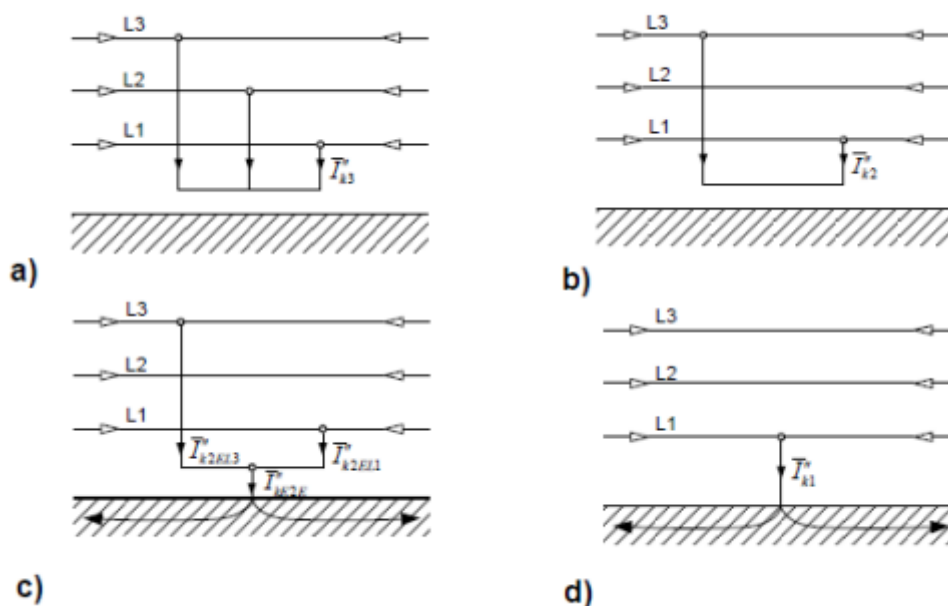 L3
L2
L1
I''k3
a)
L3
L2
L1
I''k2
b)
L3
L2
L1
I''k2EL3
I''k2EL1
I''kE2E
c)
L3
L2
L1
I''k1
d)